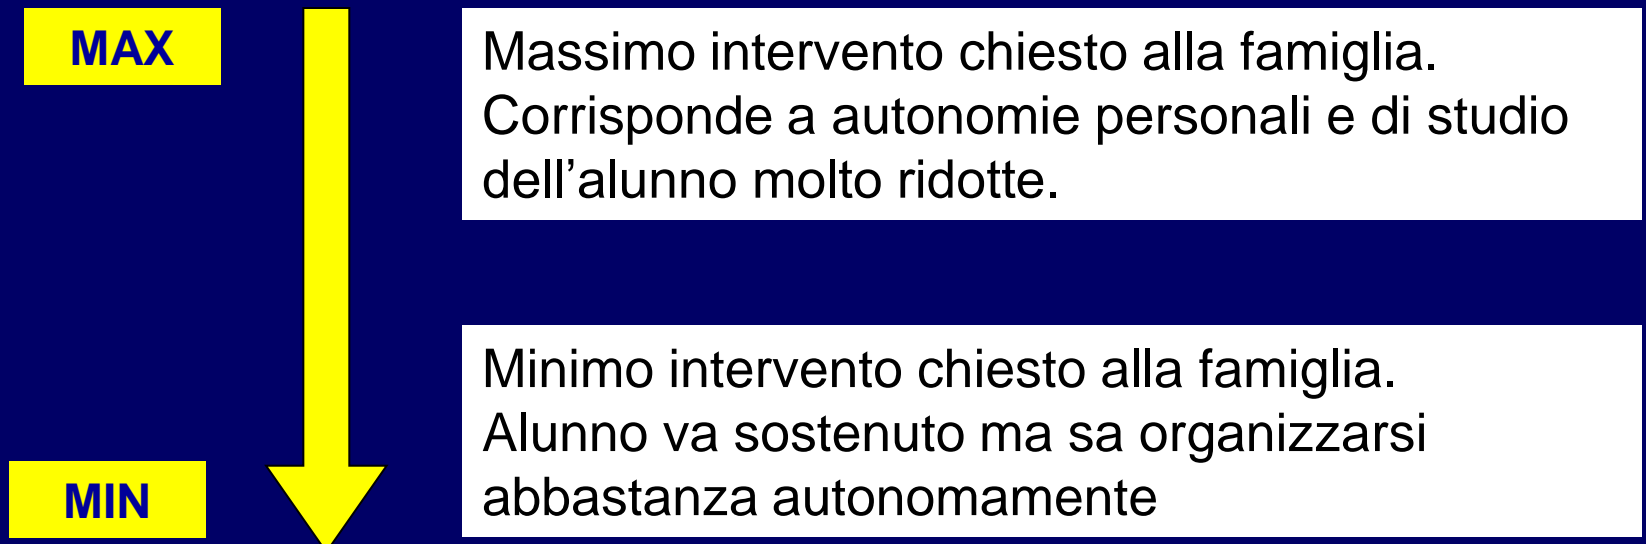 MAX
Massimo intervento chiesto alla famiglia.
Corrisponde a autonomie personali e di studio
dell’alunno molto ridotte.
Minimo intervento chiesto alla famiglia.
Alunno va sostenuto ma sa organizzarsi
abbastanza autonomamente
MIN